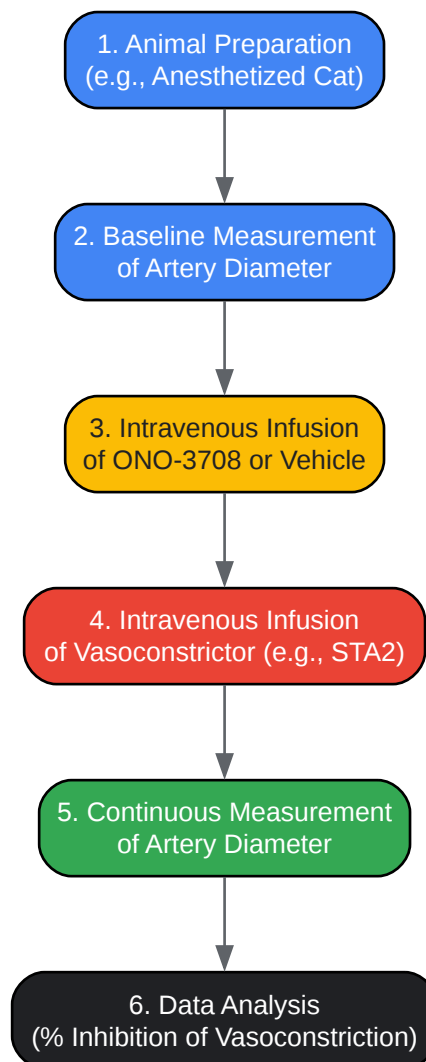 1. Animal Preparation
(e.g., Anesthetized Cat)
2. Baseline Measurement
of Artery Diameter
3. Intravenous Infusion
of ONO-3708 or Vehicle
4. Intravenous Infusion
of Vasoconstrictor (e.g., STA2)
5. Continuous Measurement
of Artery Diameter
6. Data Analysis
(% Inhibition of Vasoconstriction)